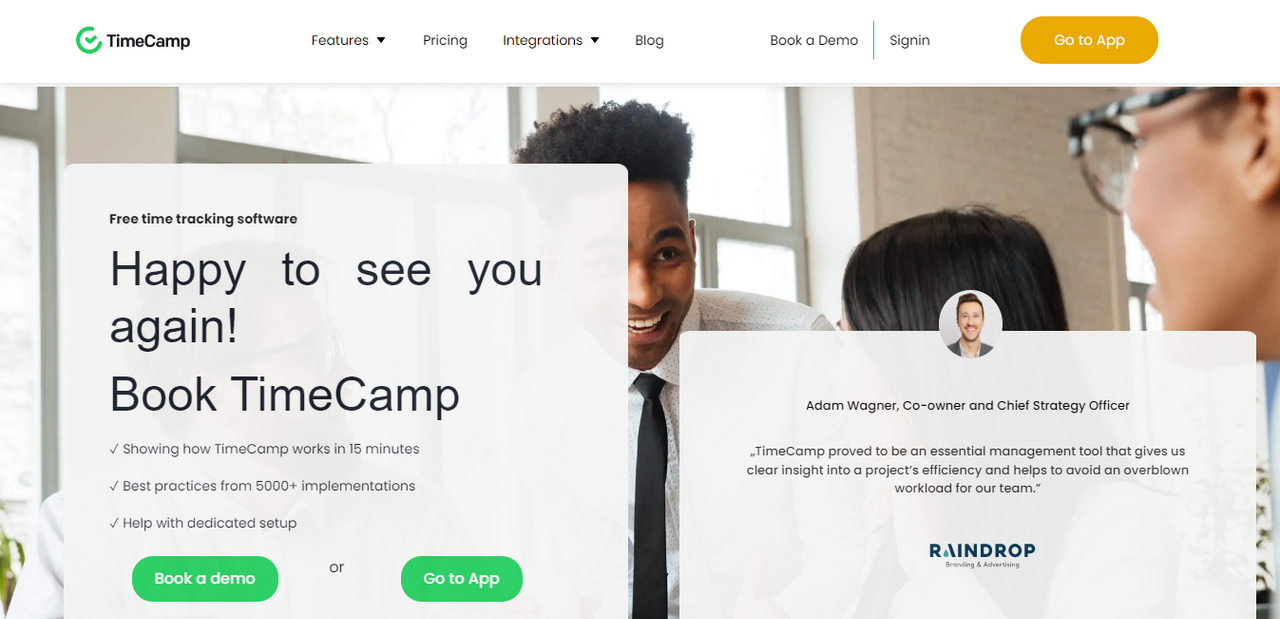 TimeCamp
Features
Pricing
Integrations
Blog
Book a Demo
Signin
Go to App
Free time tracking software
Happy to see you
again!
Book TimeCamp
✓ Showing how TimeCamp works in 15 minutes
✓ Best practices from 5000+ implementations
✓ Help with dedicated setup
Book a demo
or
Go to App
Adam Wagner, Co-owner and Chief Strategy Officer
„TimeCamp proved to be an essential management tool that gives us
clear insight into a project’s efficiency and helps to avoid an overblown
workload for our team.”
RAINDROP
Branding & Advertising